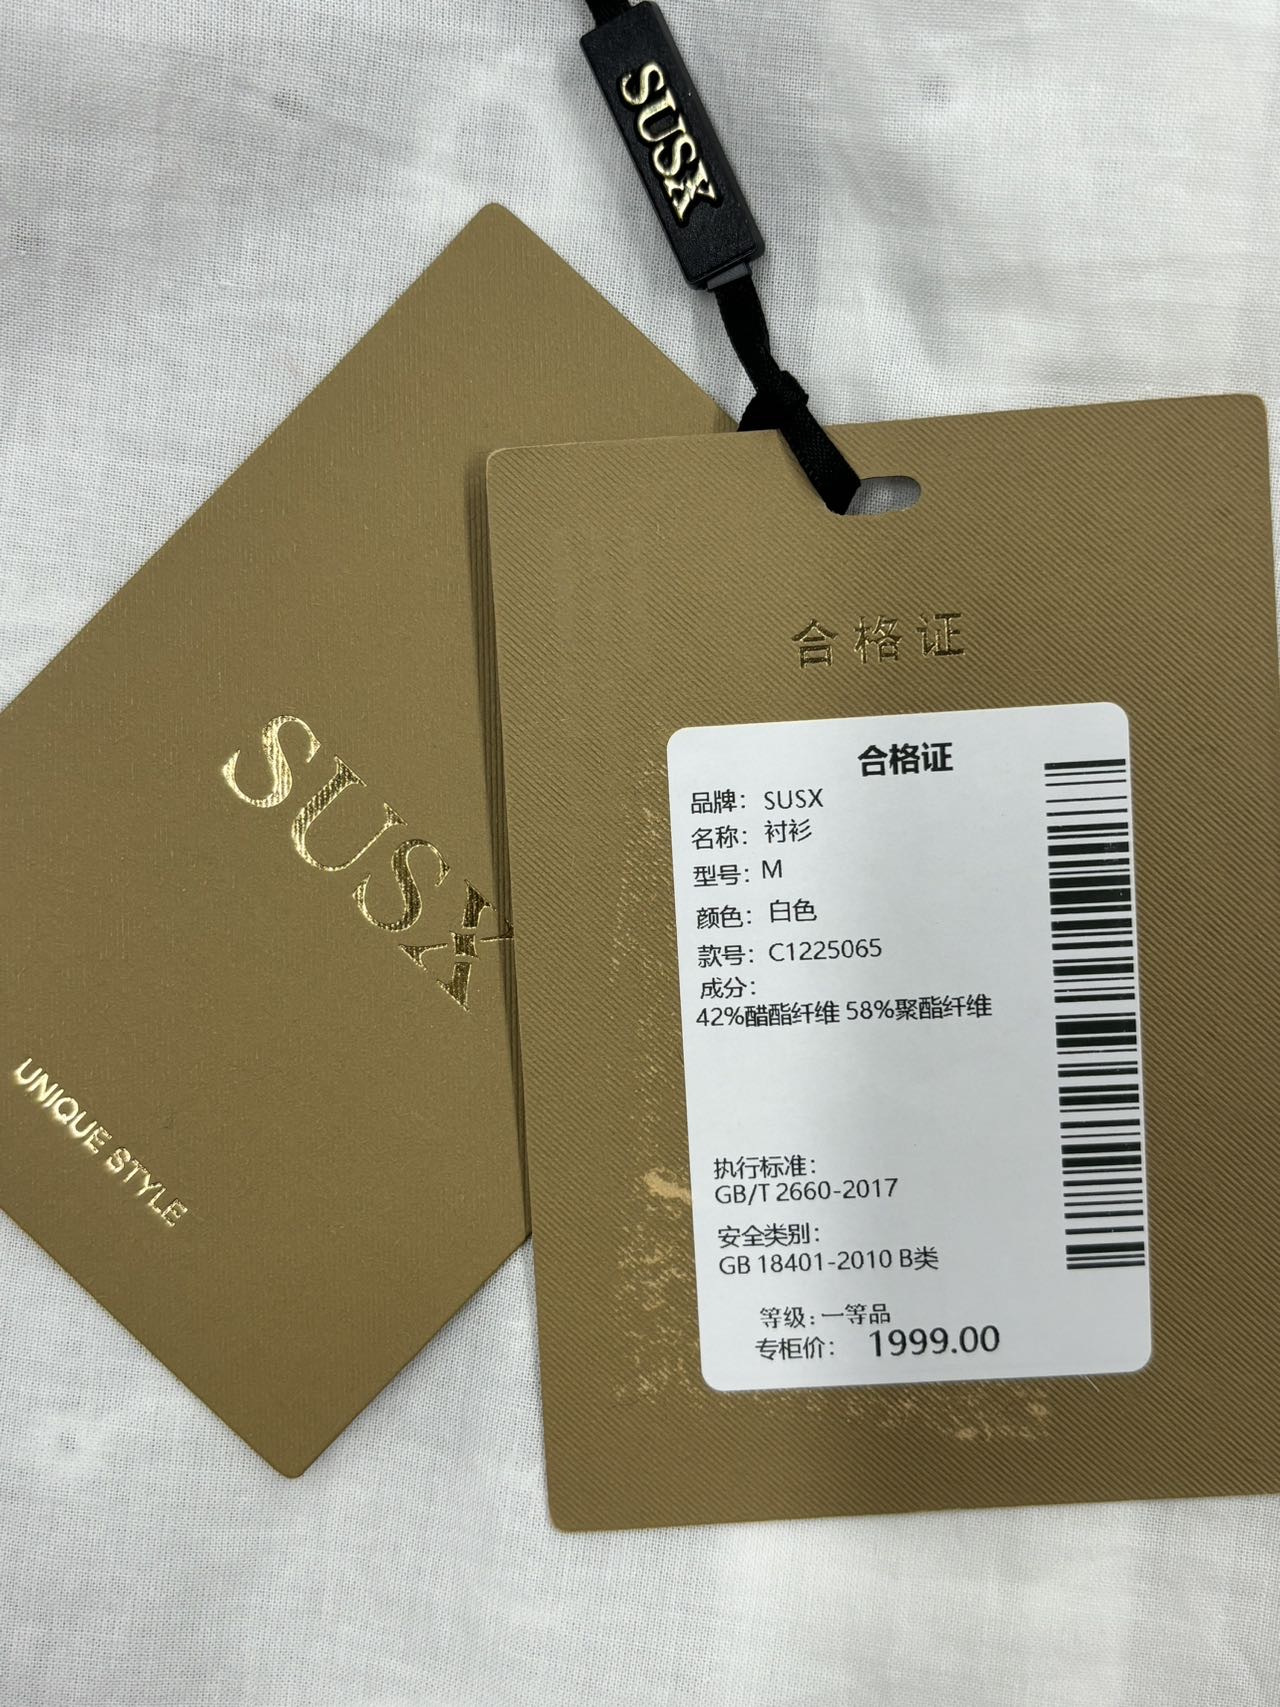 SUSX
SUSX
UNIQUE STYLE
合格证
合格证
品牌： SUSX
名称： 衬衫
型号： M
颜色： 白色
款号： C1225065
成分：
42%醋酯纤维 58%聚酯纤维
执行标准：
GB/T 2660-2017
安全类别：
GB 18401-2010 B类
等级：一等品
专柜价： 1999.00